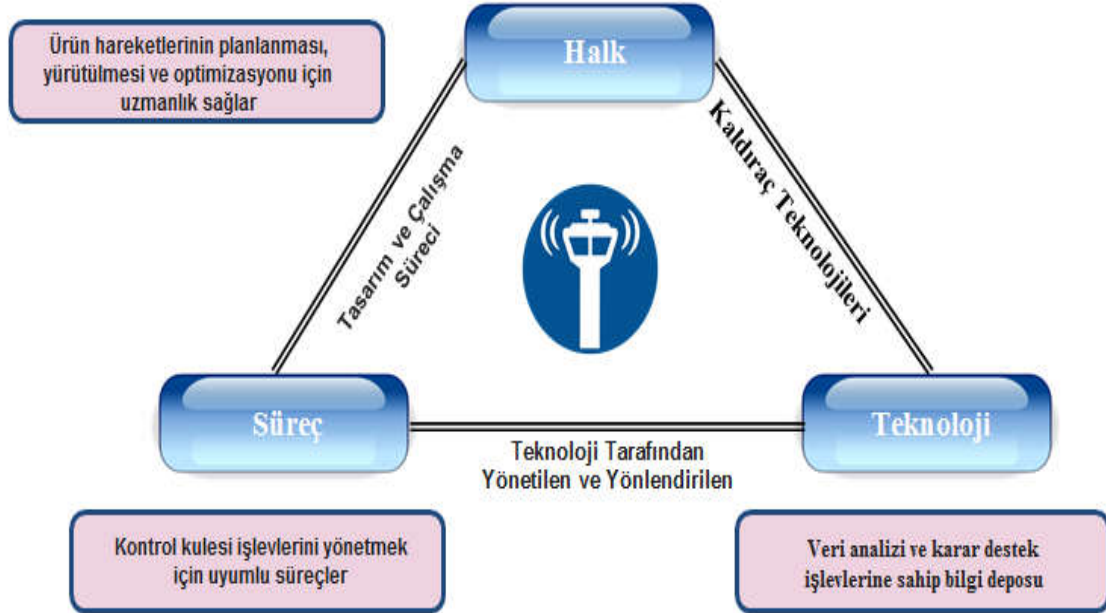 Ürün hareketlerinin planlanması,
yürütülmesi ve optimizasyonu için
uzmanlık sağlar
Halk
Tasarım ve Çalışma
Süreci
Kaldıraç Teknolojileri
Süreç
Teknoloji
Teknoloji Tarafından
Yönetilen ve Yönlendirilen
Kontrol kulesi işlevlerini yönetmek
için uyumlu süreçler
Veri analizi ve karar destek
işlevlerine sahip bilgi deposu